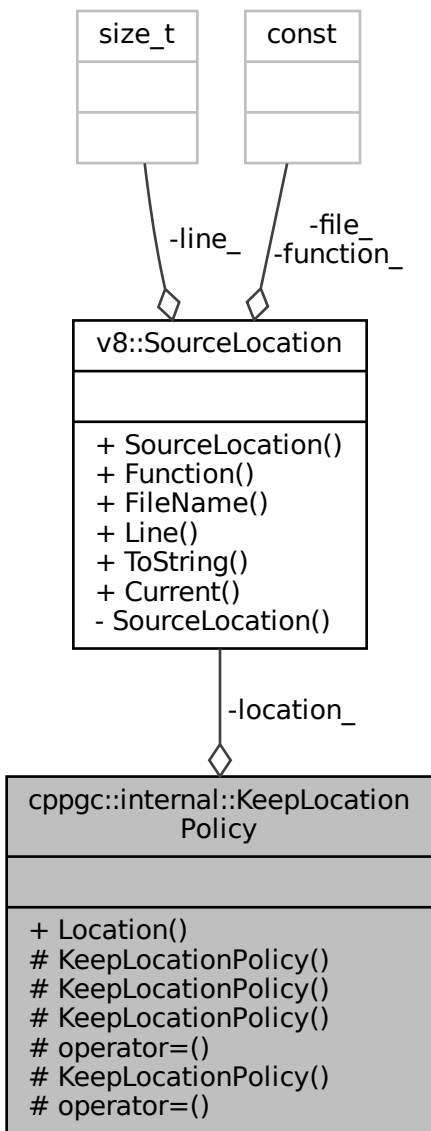 size_t
const
-line_
-file_
-function_
v8::SourceLocation
+ SourceLocation()
+ Function()
+ FileName()
+ Line()
+ ToString()
+ Current()
- SourceLocation()
-location_
cppgc::internal::KeepLocation
Policy
+ Location()
# KeepLocationPolicy()
# KeepLocationPolicy()
# KeepLocationPolicy()
# operator=()
# KeepLocationPolicy()
# operator=()